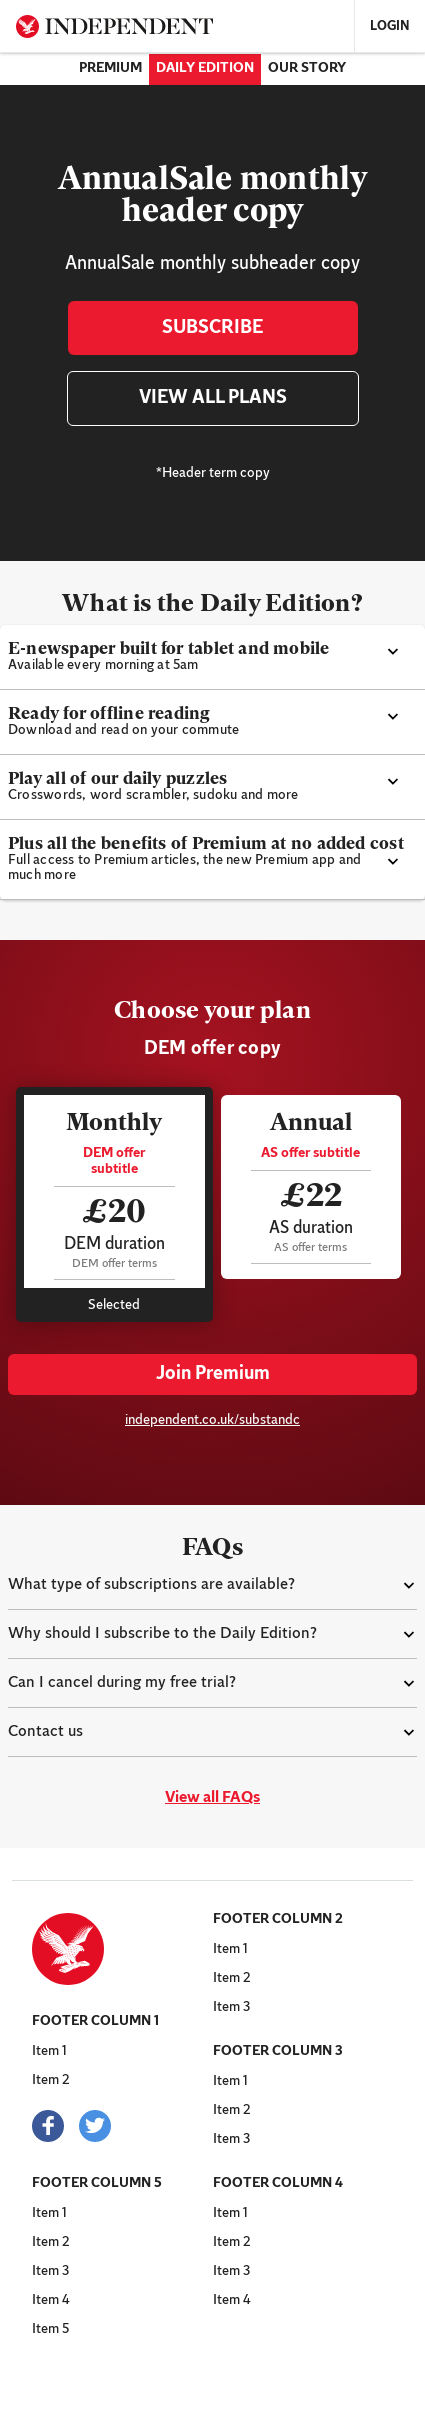 INDEPENDENT
LOGIN
PREMIUM DAILY EDITION OUR STORY
AnnualSale monthly
header copy
AnnualSale monthly subheader copy
SUBSCRIBE
VIEW ALL PLANS
*Header term copy
What is the Daily Edition?
E-newspaper built for tablet and mobile
Available every morning at 5am
Ready for offline reading
Download and read on your commute
Play all of our daily puzzles
Crosswords, word scrambler, sudoku and more
Plus all the benefits of Premium at no added cost
Full access to Premium articles, the new Premium app and
much more
Choose your plan
DEM offer copy
Monthly
DEM offer
subtitle
£20
DEM duration
DEM offer terms
Selected
Annual
AS offer subtitle
£22
AS duration
AS offer terms
Join Premium
independent.co.uk/substandc
FAQs
What type of subscriptions are available?
Why should I subscribe to the Daily Edition?
Can I cancel during my free trial?
Contact us
View all FAQs
FOOTER COLUMN 1
Item 1
Item 2
FOOTER COLUMN 2
Item 1
Item 2
Item 3
FOOTER COLUMN 3
Item 1
Item 2
Item 3
FOOTER COLUMN 5
Item 1
Item 2
Item 3
Item 4
Item 5
FOOTER COLUMN 4
Item 1
Item 2
Item 3
Item 4